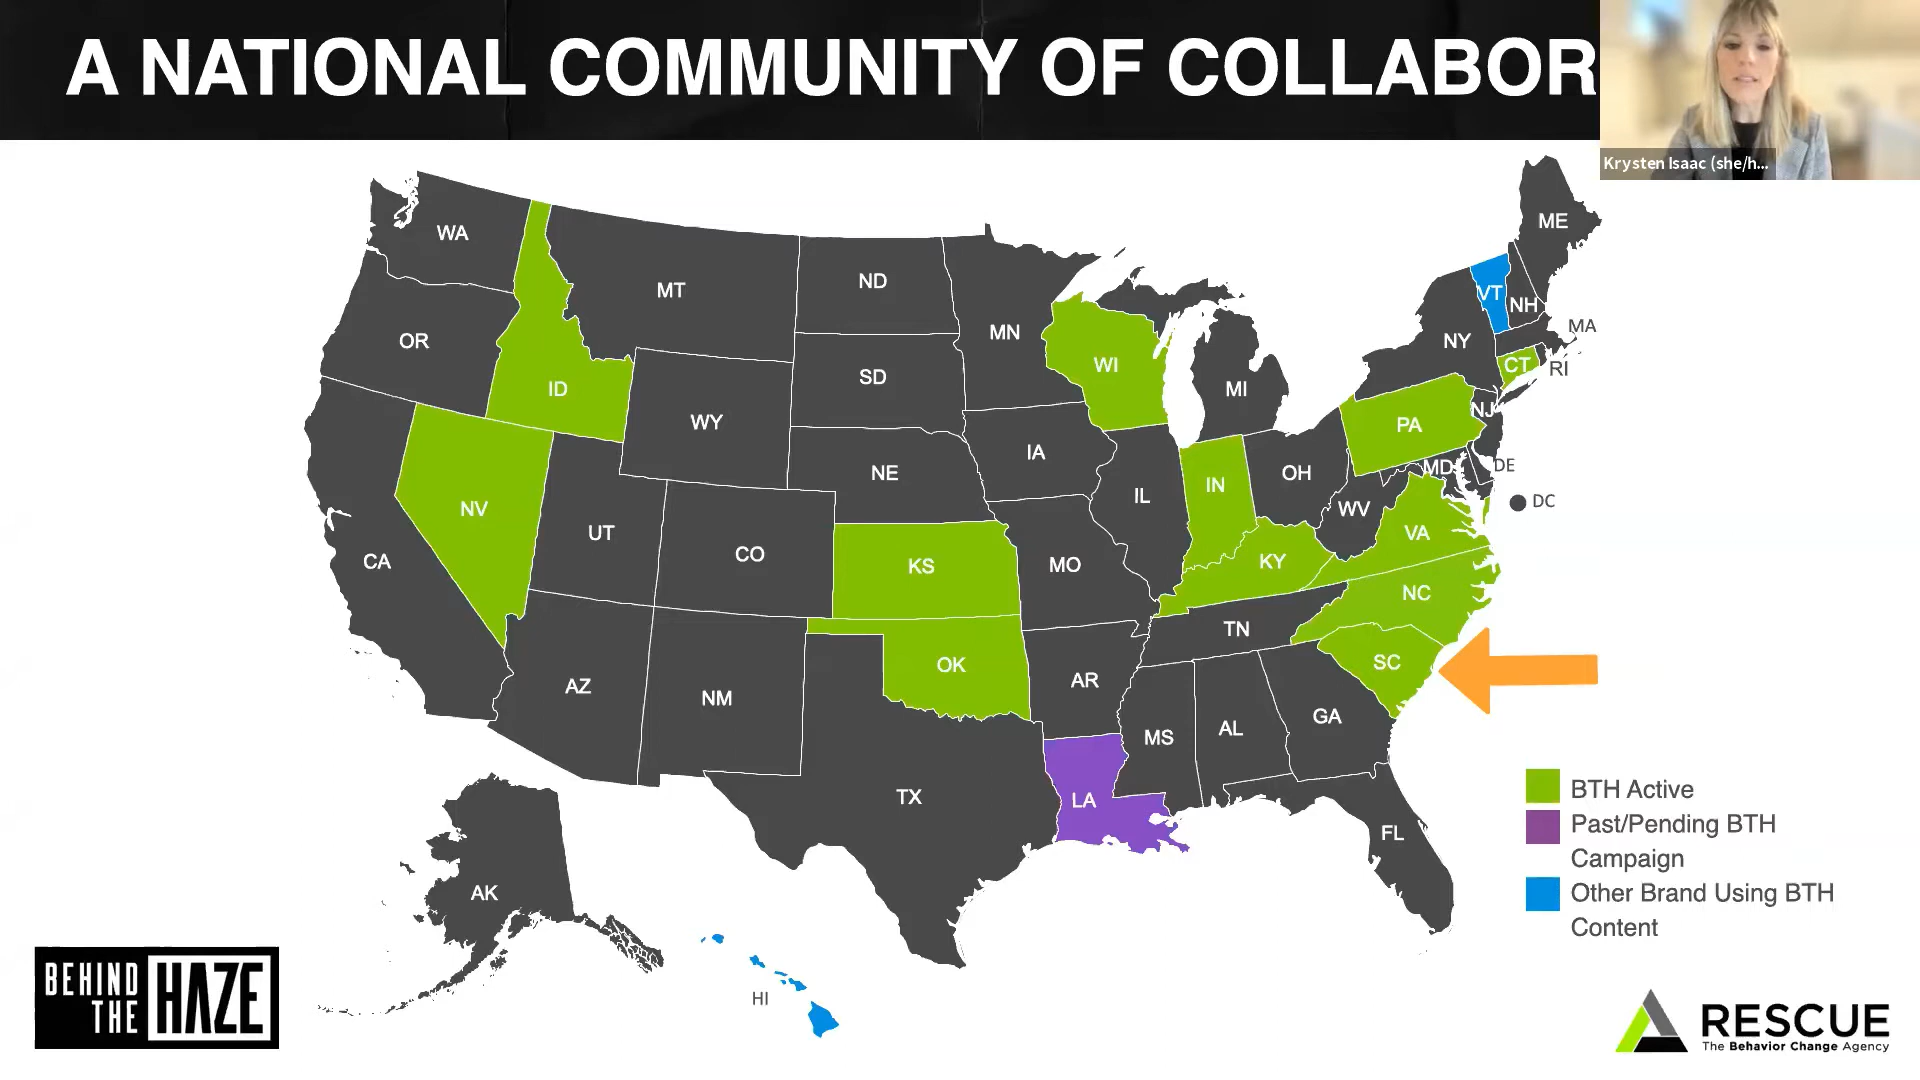 A NATIONAL COMMUNITY OF COLLABOR
Krysten Isaac (she/h...
WA
MT
ND
MN
OR
ID
WY
SD
WI
MI
NY
VT
NH
ME
MA
CT
RI
NV
UT
CO
NE
IA
IL
IN
OH
PA
NJ
MD
DE
DC
WV
VA
CA
KS
MO
KY
NC
TN
SC
AZ
NM
OK
AR
MS
AL
GA
TX
LA
FL
AK
HI
BTH Active
Past/Pending BTH
Campaign
Other Brand Using BTH
Content
BEHIND
THE
HAZE
RESCUE
The Behavior Change Agency